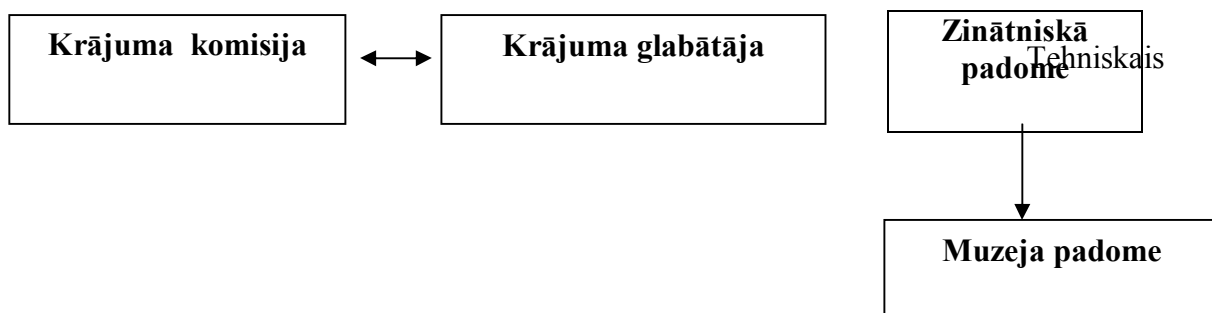 Krājuma komisija
Krājuma glabātāja
Zinātniskā
padome
Tehniskais
Muzeja padome